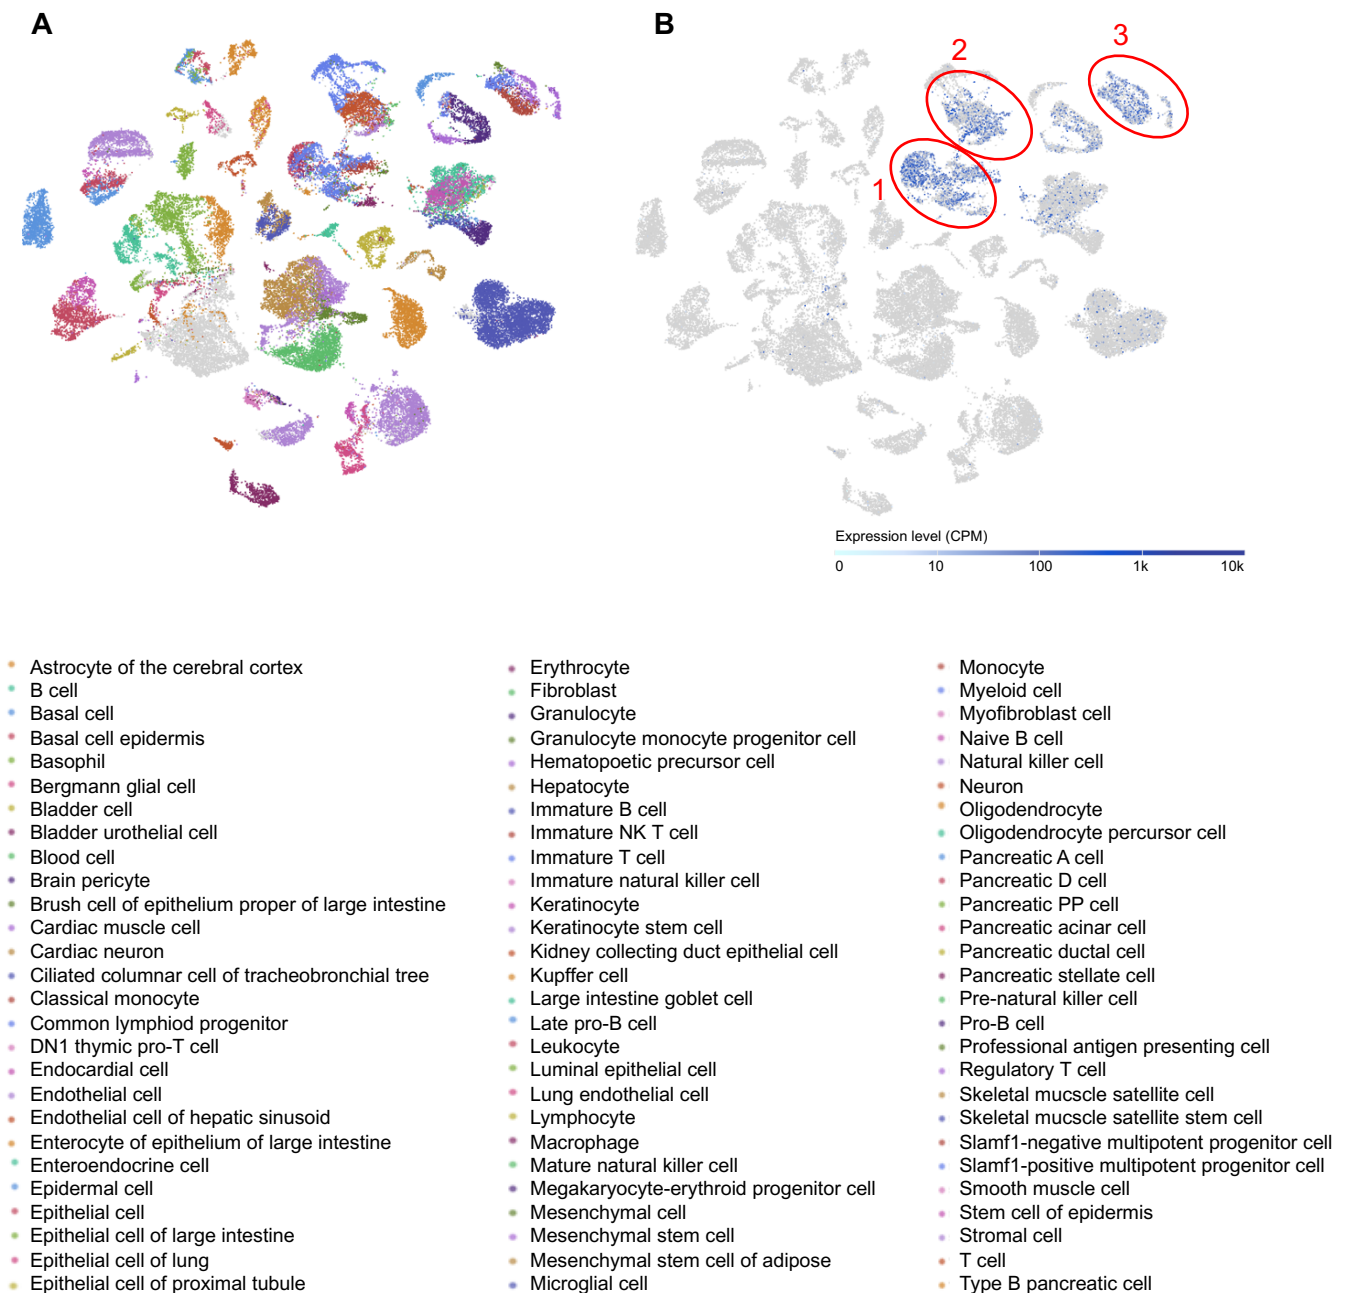 A
B
2
3
1
Expression level (CPM)
0 10 100 1k 10k
Astrocyte of the cerebral cortex
B cell
Basal cell
Basal cell epidermis
Basophil
Bergmann glial cell
Bladder cell
Bladder urothelial cell
Blood cell
Brain pericyte
Brush cell of epithelium proper of large intestine
Cardiac muscle cell
Cardiac neuron
Ciliated columnar cell of tracheobronchial tree
Classical monocyte
Common lymphiod progenitor
DN1 thymic pro-T cell
Endocardial cell
Endothelial cell
Endothelial cell of hepatic sinusoid
Enterocyte of epithelium of large intestine
Enteroendocrine cell
Epidermal cell
Epithelial cell
Epithelial cell of large intestine
Epithelial cell of lung
Epithelial cell of proximal tubule
Erythrocyte
Fibroblast
Granulocyte
Granulocyte monocyte progenitor cell
Hematopoetic precursor cell
Hepatocyte
Immature B cell
Immature NK T cell
Immature T cell
Immature natural killer cell
Keratinocyte
Keratinocyte stem cell
Kidney collecting duct epithelial cell
Kupffer cell
Large intestine goblet cell
Late pro-B cell
Leukocyte
Luminal epithelial cell
Lung endothelial cell
Lymphocyte
Macrophage
Mature natural killer cell
Megakaryocyte-erythroid progenitor cell
Mesenchymal cell
Mesenchymal stem cell
Mesenchymal stem cell of adipose
Microglial cell
Monocyte
Myeloid cell
Myofibroblast cell
Naive B cell
Natural killer cell
Neuron
Oligodendrocyte
Oligodendrocyte percursor cell
Pancreatic A cell
Pancreatic D cell
Pancreatic PP cell
Pancreatic acinar cell
Pancreatic ductal cell
Pancreatic stellate cell
Pre-natural killer cell
Pro-B cell
Professional antigen presenting cell
Regulatory T cell
Skeletal mucscle satellite cell
Skeletal mucscle satellite stem cell
Slamf1-negative multipotent progenitor cell
Slamf1-positive multipotent progenitor cell
Smooth muscle cell
Stem cell of epidermis
Stromal cell
T cell
Type B pancreatic cell